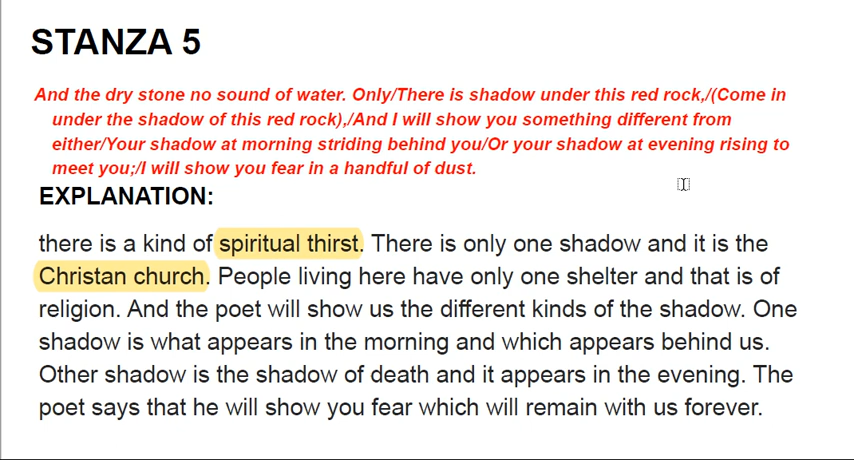 STANZA 5
And the dry stone no sound of water. Only/There is shadow under this red rock,/(Come in
under the shadow of this red rock),/And I will show you something different from
either/Your shadow at morning striding behind you/Or your shadow at evening rising to
meet you;/I will show you fear in a handful of dust.
EXPLANATION:
there is a kind of spiritual thirst. There is only one shadow and it is the
Christan church. People living here have only one shelter and that is of
religion. And the poet will show us the different kinds of the shadow. One
shadow is what appears in the morning and which appears behind us.
Other shadow is the shadow of death and it appears in the evening. The
poet says that he will show you fear which will remain with us forever.